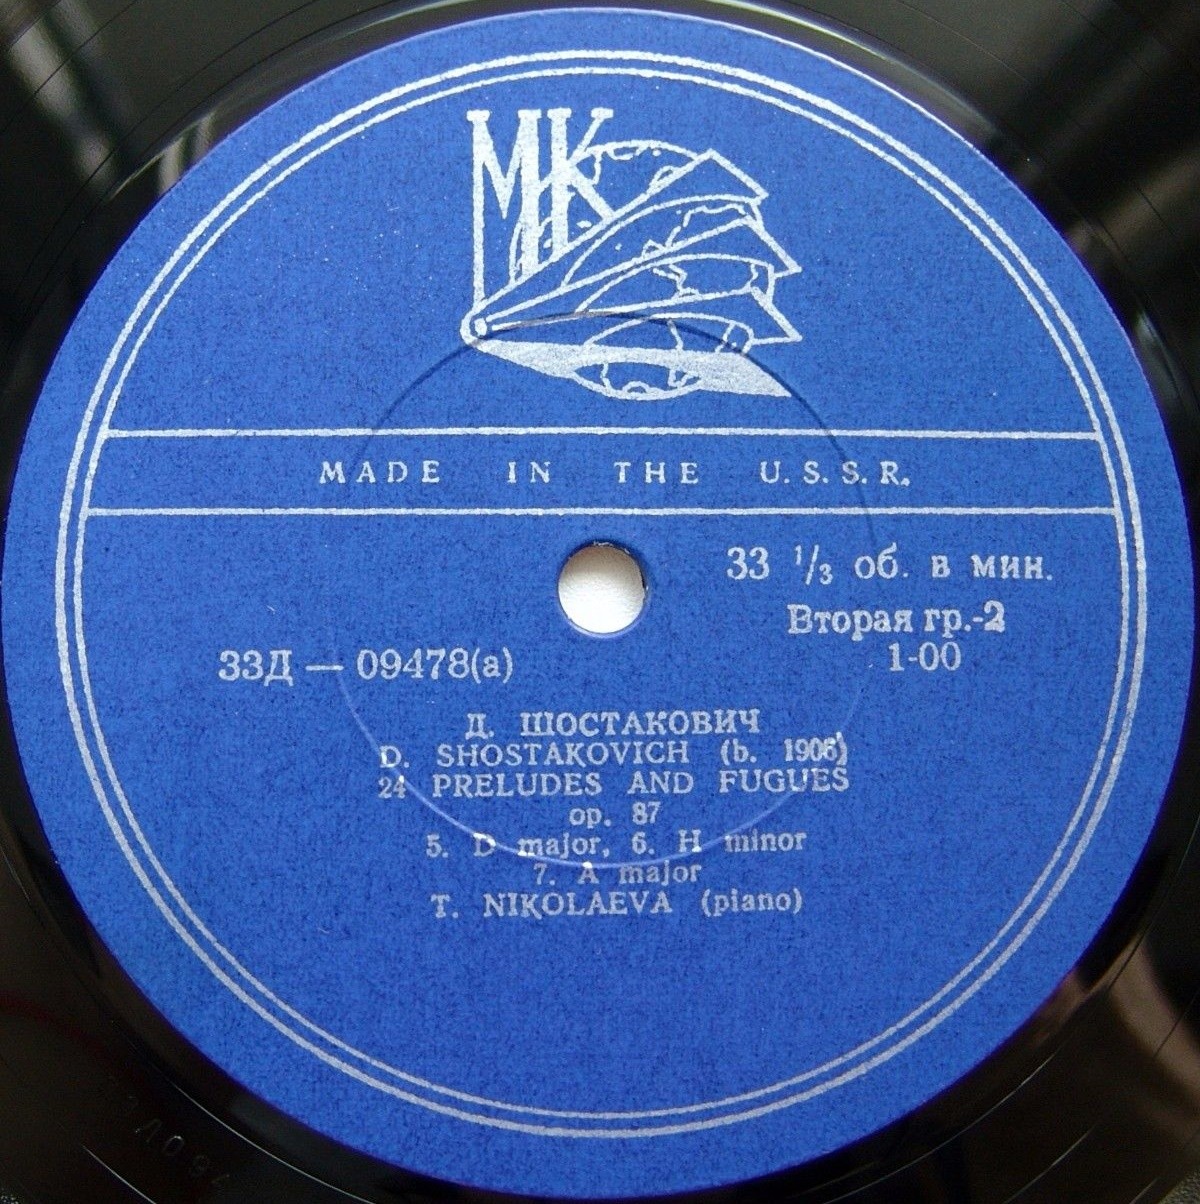 МК
MADE IN THE U.S.S.R.
33 1/3 об. в мин.
Вторая гр.-2
1-00
33Д — 09478(а)
Д. ШОСТАКОВИЧ
D. SHOSTAKOVICH (b. 1906)
24 PRELUDES AND FUGUES
op. 87
5. D major, 6. H minor
7. A major
T. NIKOLAEVA (piano)